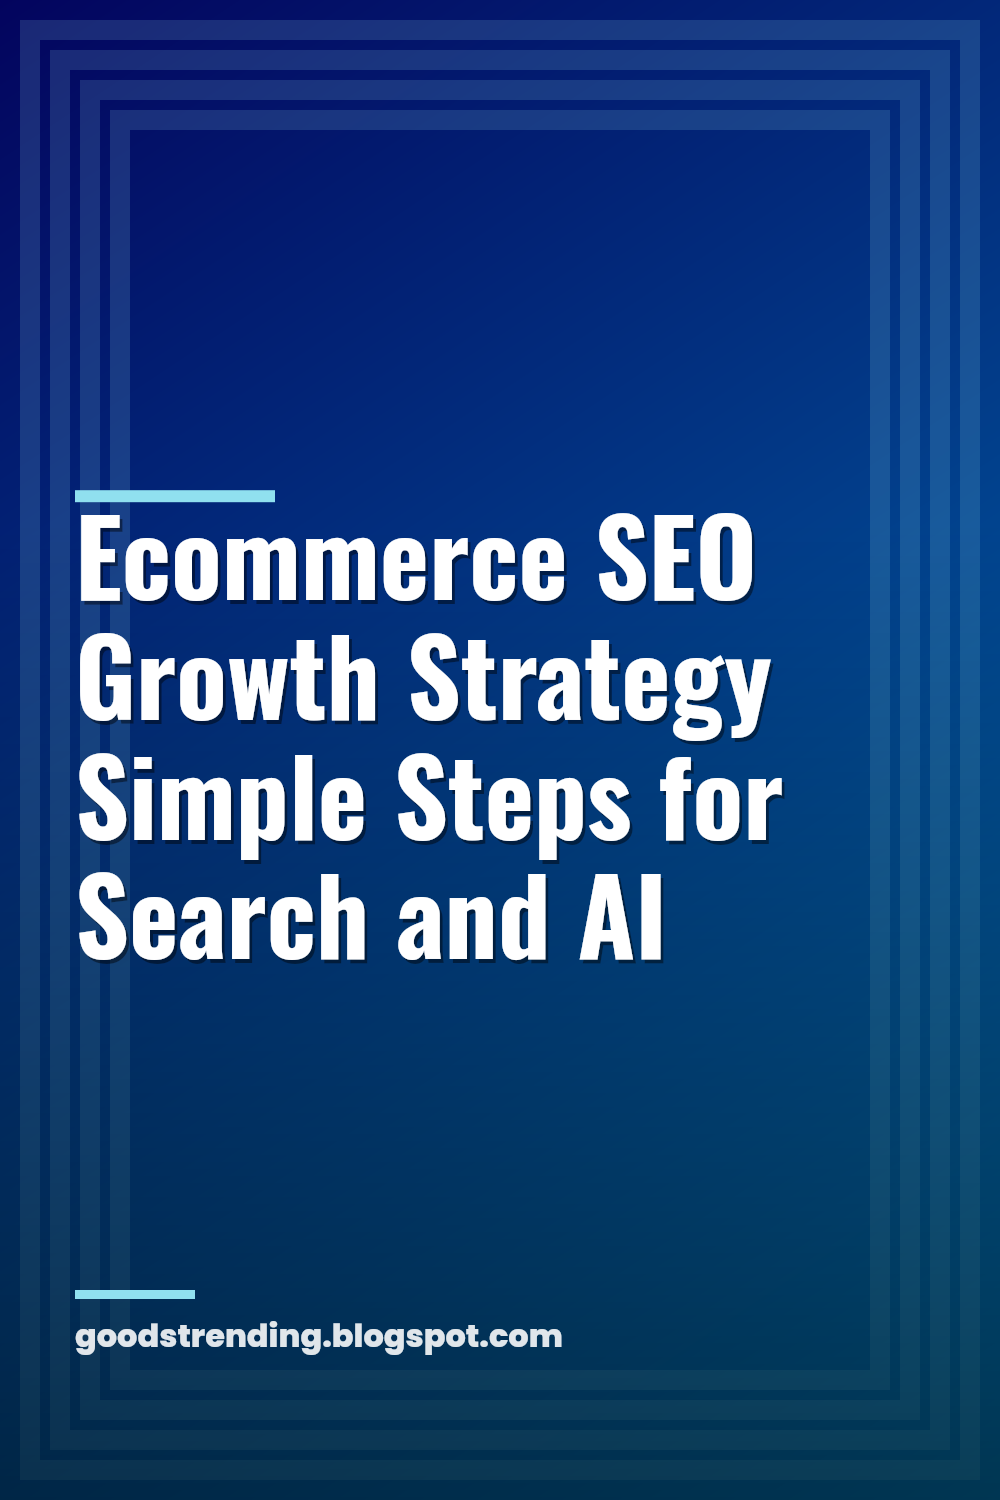 Ecommerce SEO
Growth Strategy
Simple Steps for
Search and AI
goodstrending.blogspot.com